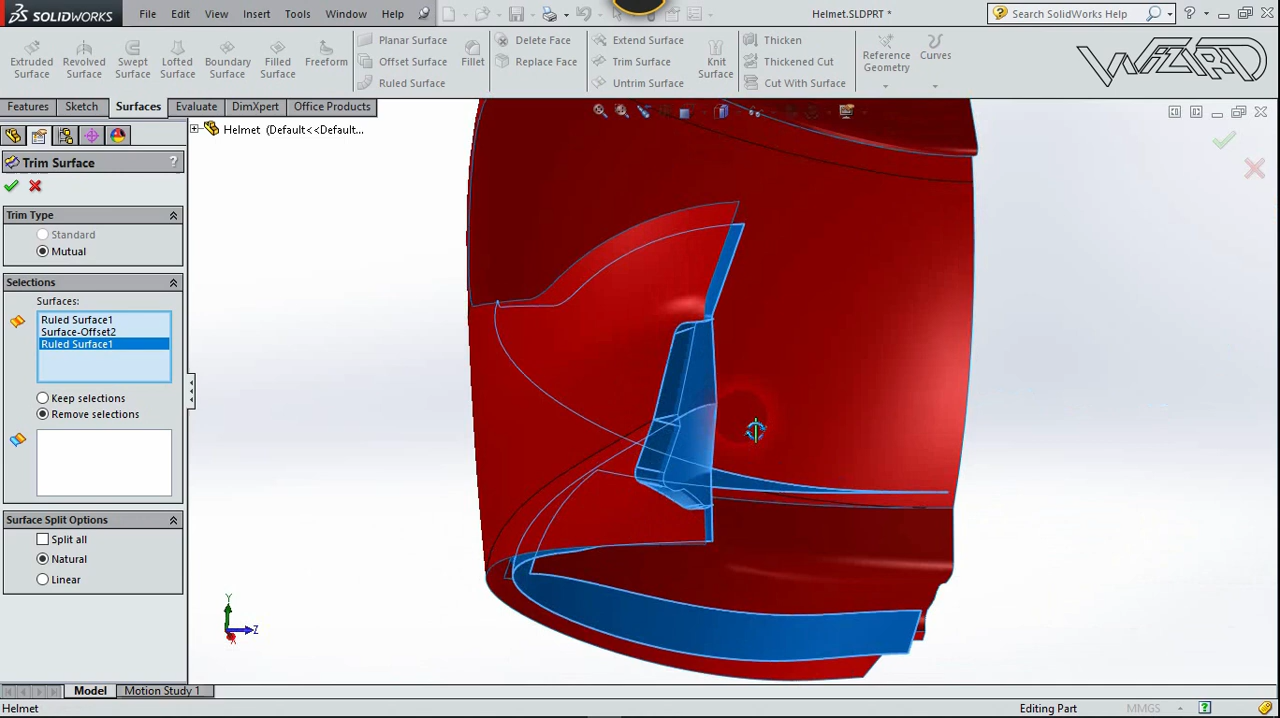 SOLIDWORKS
File Edit View Insert Tools Window Help
Helmet.SLDPRT *
Search SolidWorks Help
Extruded Surface
Revolved Surface
Swept Surface
Lofted Surface
Boundary Surface
Filled Surface
Freeform
Planar Surface
Offset Surface
Ruled Surface
Fillet
Delete Face
Replace Face
Extend Surface
Trim Surface
Untrim Surface
Knit Surface
Thicken
Thickened Cut
Cut With Surface
Reference Geometry
Curves
WIZARD
Features Sketch Surfaces Evaluate DimXpert Office Products
Helmet (Default<<Default...
Trim Surface ?
Trim Type
Standard
Mutual
Selections
Surfaces:
Ruled Surface1
Surface-Offset2
Ruled Surface1
Keep selections
Remove selections
Surface Split Options
Split all
Natural
Linear
Y
Z
X
Model Motion Study 1
Helmet Editing Part MMGS